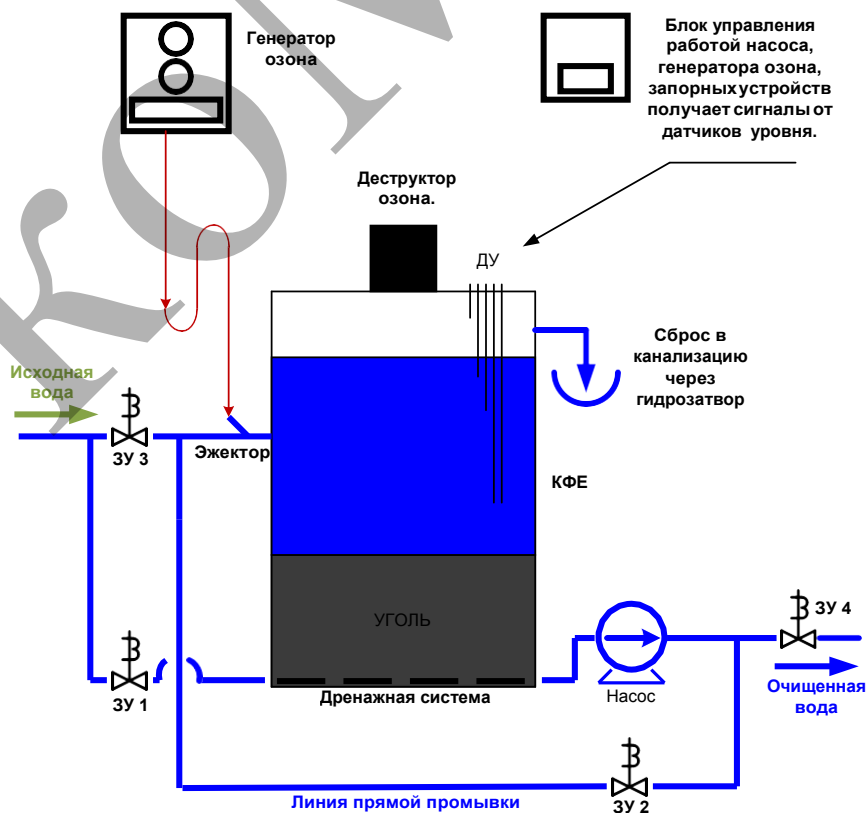 Генератор
озона
Блок управления
работой насоса,
генератора озона,
запорных устройств
получает сигналы от
датчиков уровня.
Деструктор
озона.
ДУ
Сброс в
канализацию
через
гидрозатвор
Исходная
вода
ЗУ 3
Эжектор
КФЕ
УГОЛЬ
ЗУ 4
ЗУ 1
Дренажная система
Насос
Очищенная
вода
Линия прямой промывки
ЗУ 2